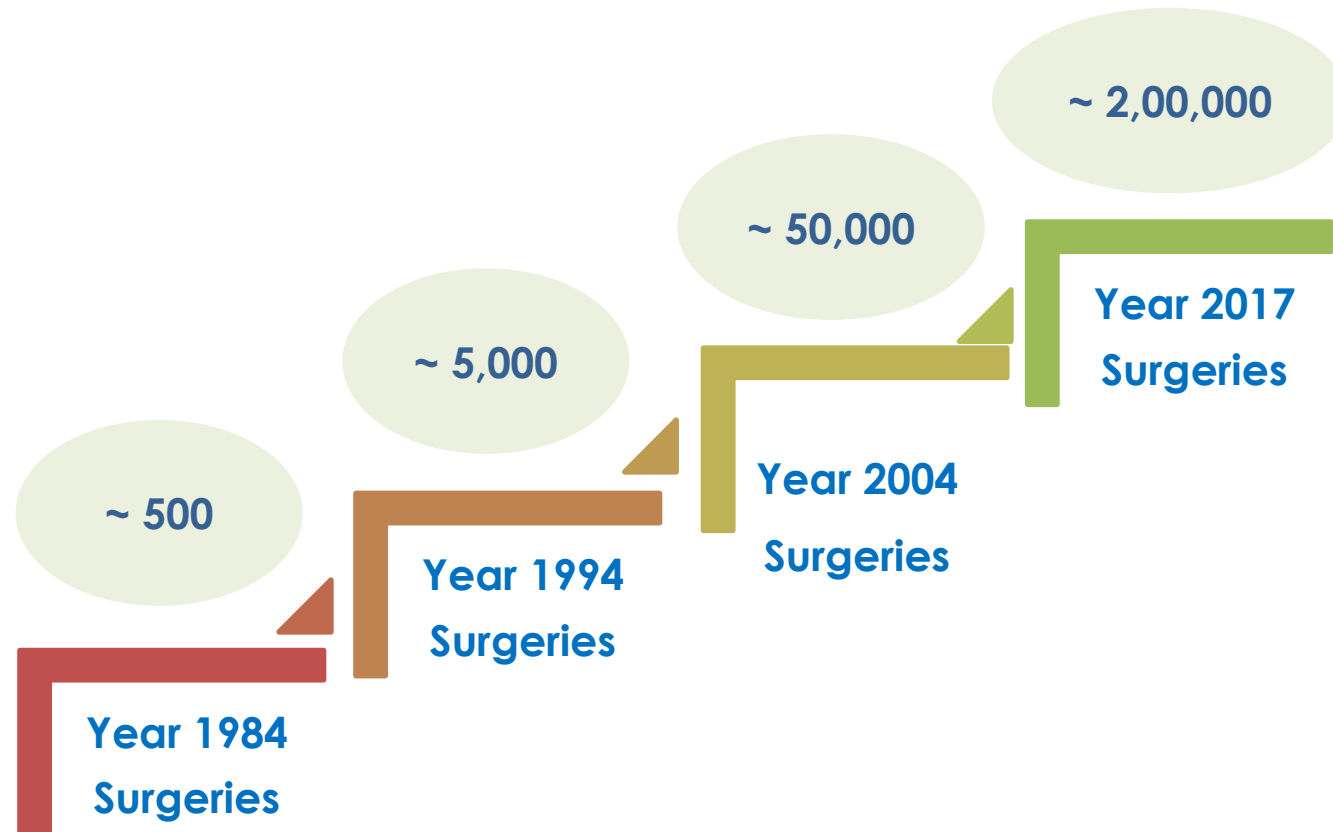 ~ 500
Year 1984
Surgeries
~ 5,000
Year 1994
Surgeries
~ 50,000
Year 2004
Surgeries
~ 2,00,000
Year 2017
Surgeries